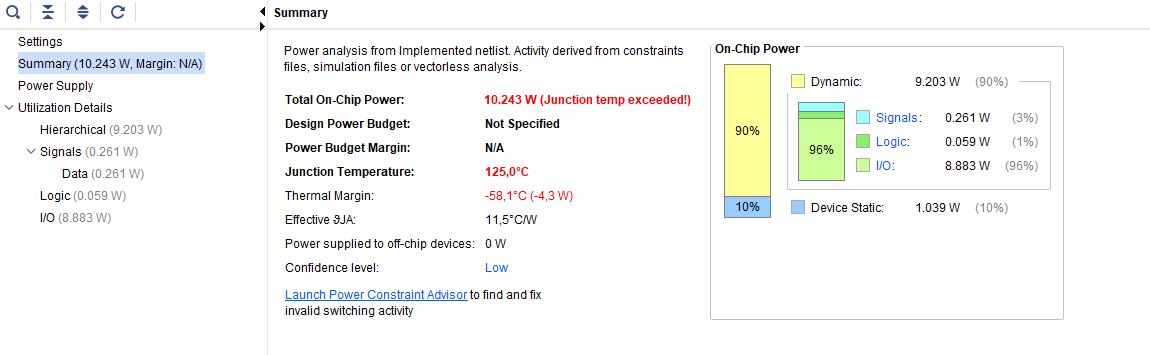 Summary
Settings
Summary (10.243 W, Margin: N/A)
Power Supply
Utilization Details
Hierarchical (9.203 W)
Signals (0.261 W)
Data (0.261 W)
Logic (0.059 W)
I/O (8.883 W)
Power analysis from Implemented netlist. Activity derived from constraints
files, simulation files or vectorless analysis.
Total On-Chip Power: 10.243 W (Junction temp exceeded!)
Design Power Budget: Not Specified
Power Budget Margin: N/A
Junction Temperature: 125,0°C
Thermal Margin: -58,1°C (-4,3 W)
Effective ϑJA: 11,5°C/W
Power supplied to off-chip devices: 0 W
Confidence level: Low
Launch Power Constraint Advisor to find and fix
invalid switching activity
On-Chip Power
Dynamic: 9.203 W (90%)
Signals: 0.261 W (3%)
90%
Logic: 0.059 W (1%)
96%
I/O: 8.883 W (96%)
10%
Device Static: 1.039 W (10%)